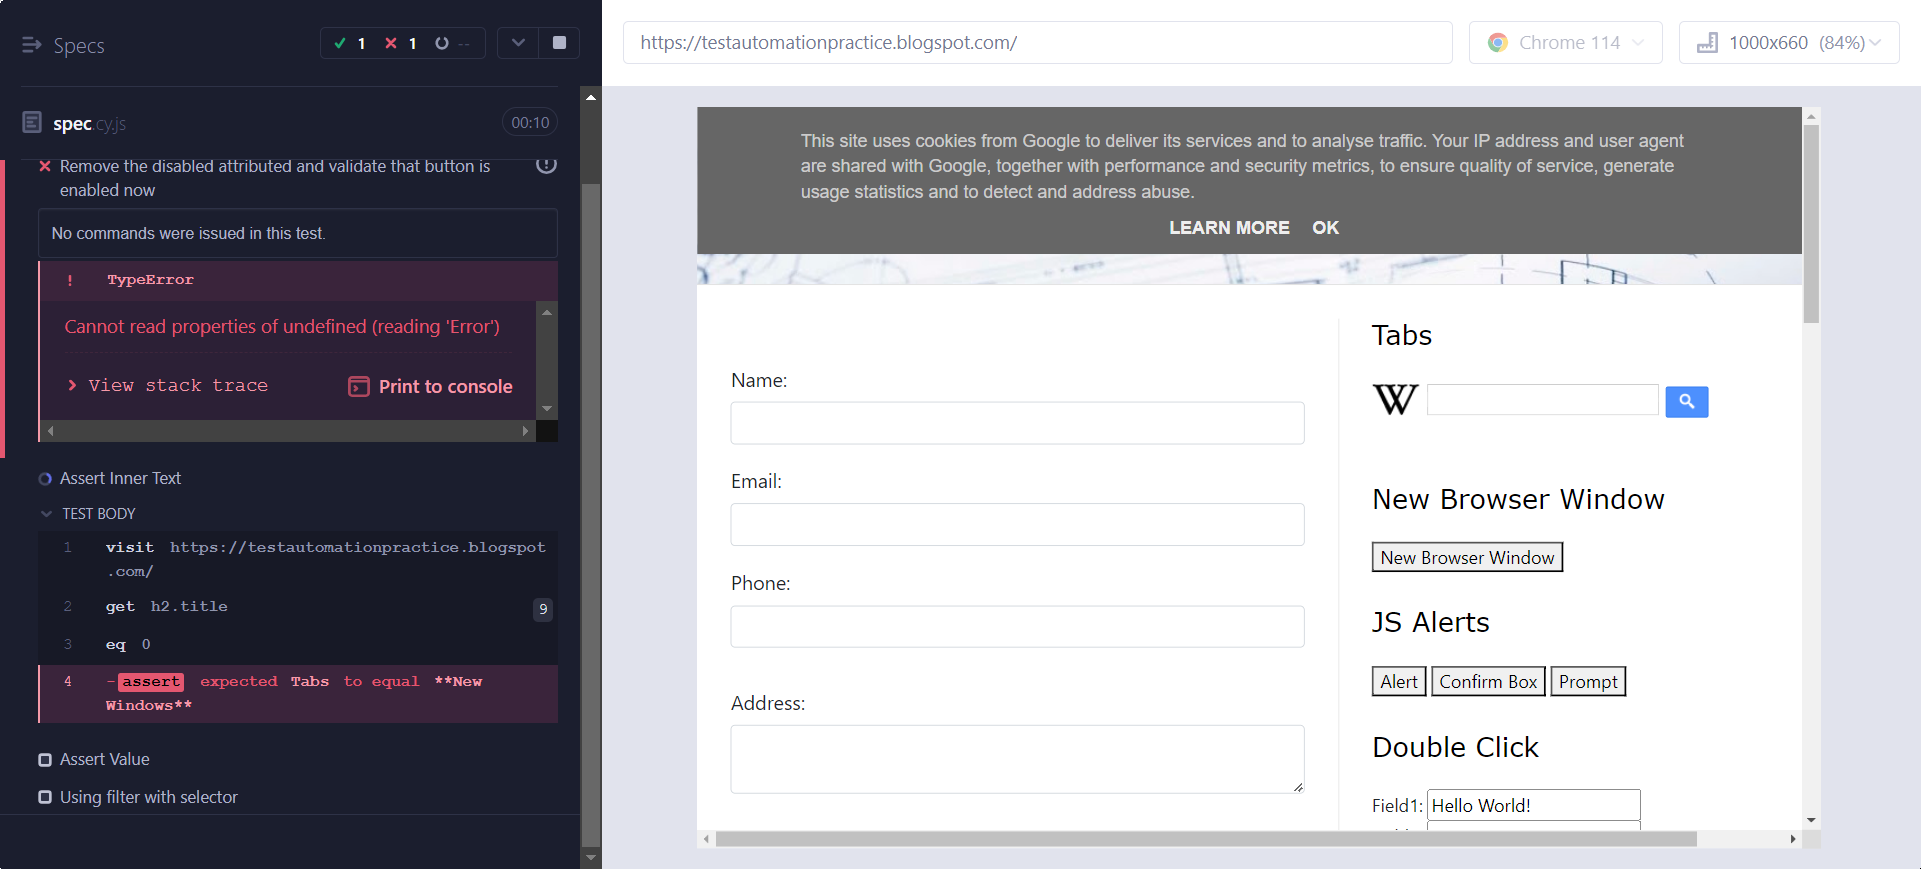 Specs
1 1 --
spec.cy.js 00:10
Remove the disabled attributed and validate that button is
enabled now
No commands were issued in this test.
! TypeError
Cannot read properties of undefined (reading 'Error')
> View stack trace Print to console
Assert Inner Text
TEST BODY
1 visit https://testautomationpractice.blogspot
.com/
2 get h2.title 9
3 eq 0
4 -assert expected Tabs to equal **New
Windows**
Assert Value
Using filter with selector
https://testautomationpractice.blogspot.com/
Chrome 114
1000x660 (84%)
This site uses cookies from Google to deliver its services and to analyse traffic. Your IP address and user agent
are shared with Google, together with performance and security metrics, to ensure quality of service, generate
usage statistics and to detect and address abuse.
LEARN MORE OK
Name:
Email:
Phone:
Address:
Tabs
W
New Browser Window
New Browser Window
JS Alerts
Alert Confirm Box Prompt
Double Click
Field1: Hello World!